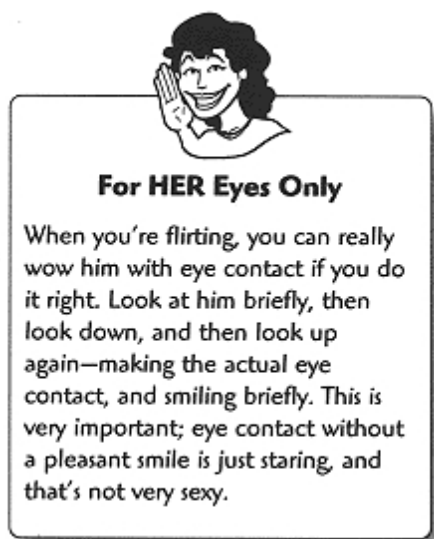 For HER Eyes Only
When you're flirting, you can really
wow him with eye contact if you do
it right. Look at him briefly, then
look down, and then look up
again—making the actual eye
contact, and smiling briefly. This is
very important; eye contact without
a pleasant smile is just staring, and
that's not very sexy.